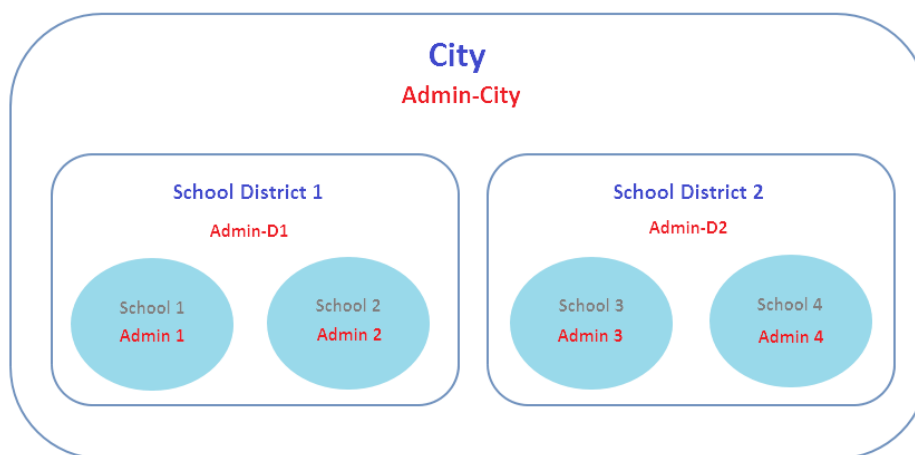 City
Admin-City
School District 1
School District 2
Admin-D1
Admin-D2
School 1
School 2
School 3
School 4
Admin 1
Admin 2
Admin 3
Admin 4